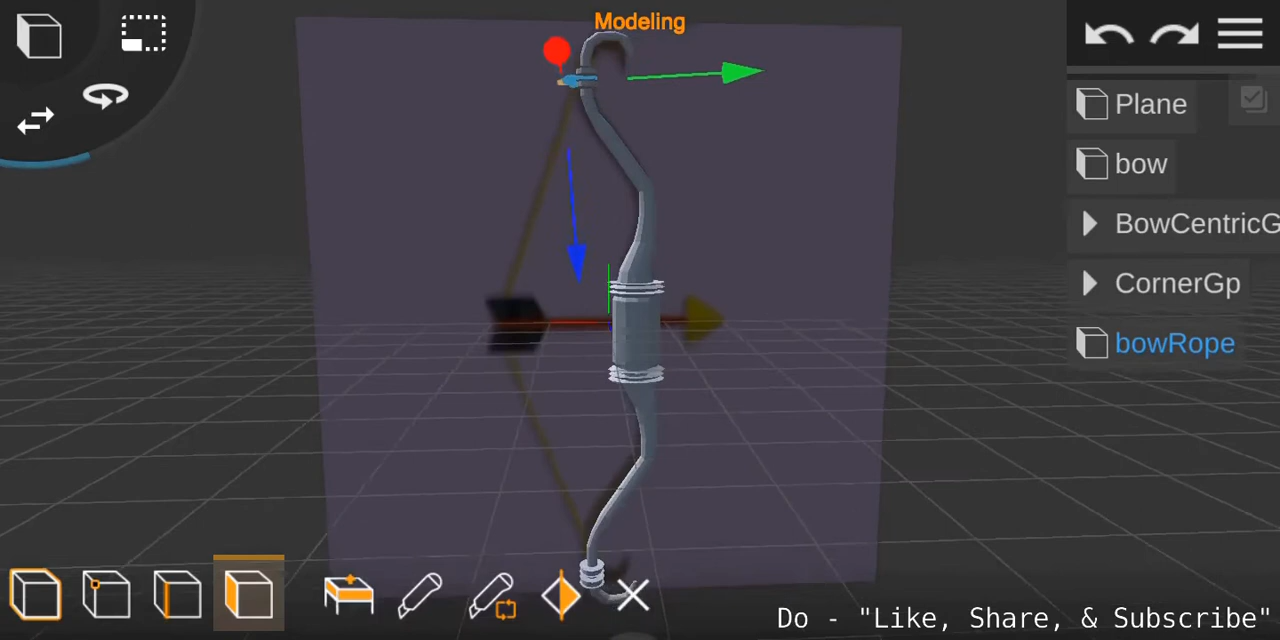 Modeling
Plane
bow
BowCentricG
CornerGp
bowRope
Do - "Like, Share, & Subscribe"